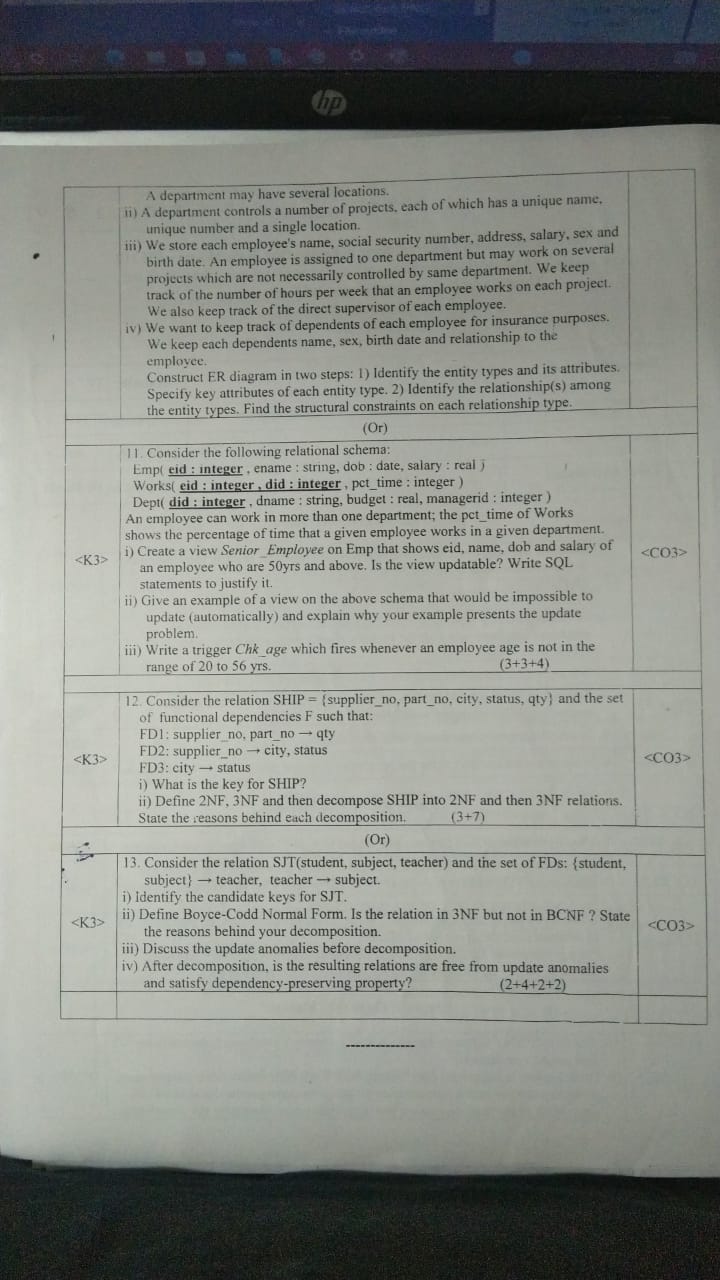 hp
A department may have several locations.
ii) A department controls a number of projects, each of which has a unique name,
unique number and a single location.
iii) We store each employee's name, social security number, address, salary, sex and
birth date. An employee is assigned to one department but may work on several
projects which are not necessarily controlled by same department. We keep
track of the number of hours per week that an employee works on each project.
We also keep track of the direct supervisor of each employee.
iv) We want to keep track of dependents of each employee for insurance purposes.
We keep each dependents name, sex, birth date and relationship to the
employee.
Construct ER diagram in two steps: 1) Identify the entity types and its attributes.
Specify key attributes of each entity type. 2) Identify the relationship(s) among
the entity types. Find the structural constraints on each relationship type.
(Or)
11. Consider the following relational schema:
Emp( eid : integer , ename : string, dob : date, salary : real )
Works( eid : integer , did : integer , pct_time : integer )
Dept( did : integer , dname : string, budget : real, managerid : integer )
An employee can work in more than one department; the pct_time of Works
shows the percentage of time that a given employee works in a given department.
i) Create a view Senior_Employee on Emp that shows eid, name, dob and salary of
<K3> an employee who are 50yrs and above. Is the view updatable? Write SQL <CO3>
statements to justify it.
ii) Give an example of a view on the above schema that would be impossible to
update (automatically) and explain why your example presents the update
problem.
iii) Write a trigger Chk_age which fires whenever an employee age is not in the
range of 20 to 56 yrs. (3+3+4)
12. Consider the relation SHIP = {supplier_no, part_no, city, status, qty} and the set
of functional dependencies F such that:
FD1: supplier_no, part_no → qty
<K3> FD2: supplier_no → city, status <CO3>
FD3: city → status
i) What is the key for SHIP?
ii) Define 2NF, 3NF and then decompose SHIP into 2NF and then 3NF relations.
State the reasons behind each decomposition. (3+7)
(Or)
13. Consider the relation SJT(student, subject, teacher) and the set of FDs: {student,
subject} → teacher, teacher → subject.
i) Identify the candidate keys for SJT.
<K3> ii) Define Boyce-Codd Normal Form. Is the relation in 3NF but not in BCNF ? State <CO3>
the reasons behind your decomposition.
iii) Discuss the update anomalies before decomposition.
iv) After decomposition, is the resulting relations are free from update anomalies
and satisfy dependency-preserving property? (2+4+2+2)